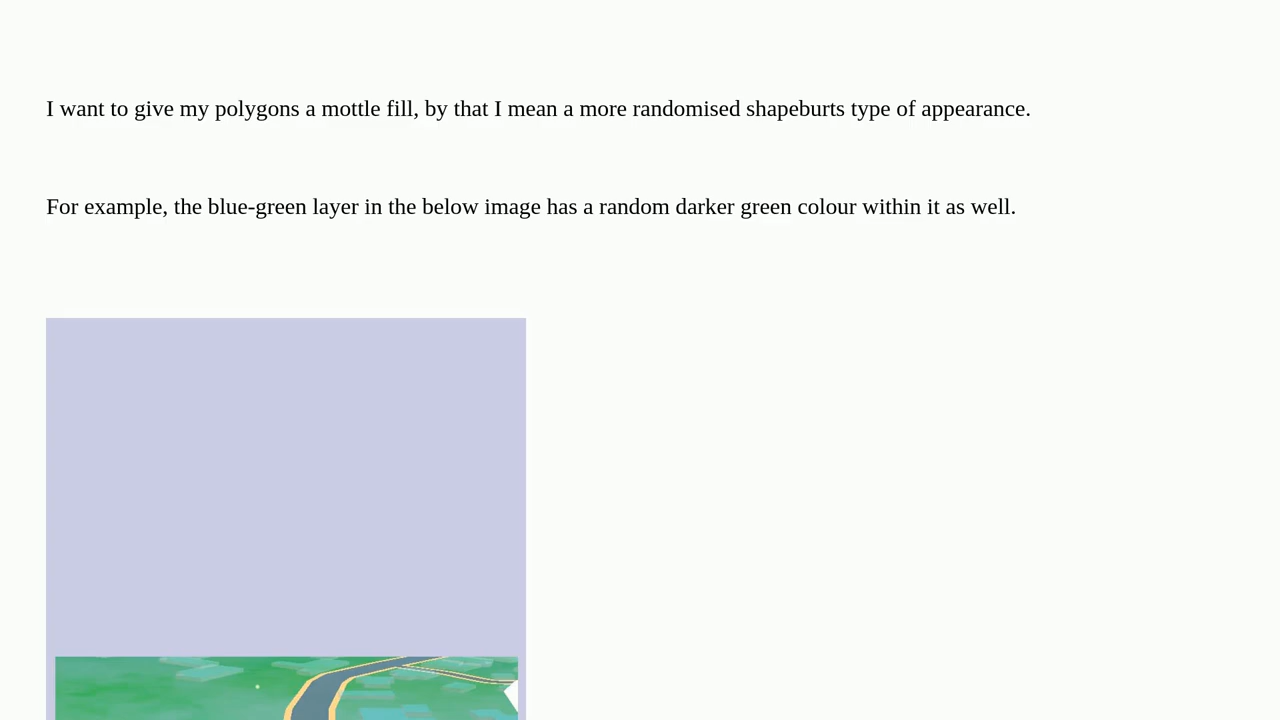 I want to give my polygons a mottle fill, by that I mean a more randomised shapeburts type of appearance.
For example, the blue-green layer in the below image has a random darker green colour within it as well.